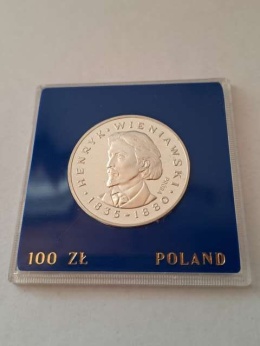 HENRYK · WIENIAWSKI ·
1835 · 1880
100 ZŁ POLAND